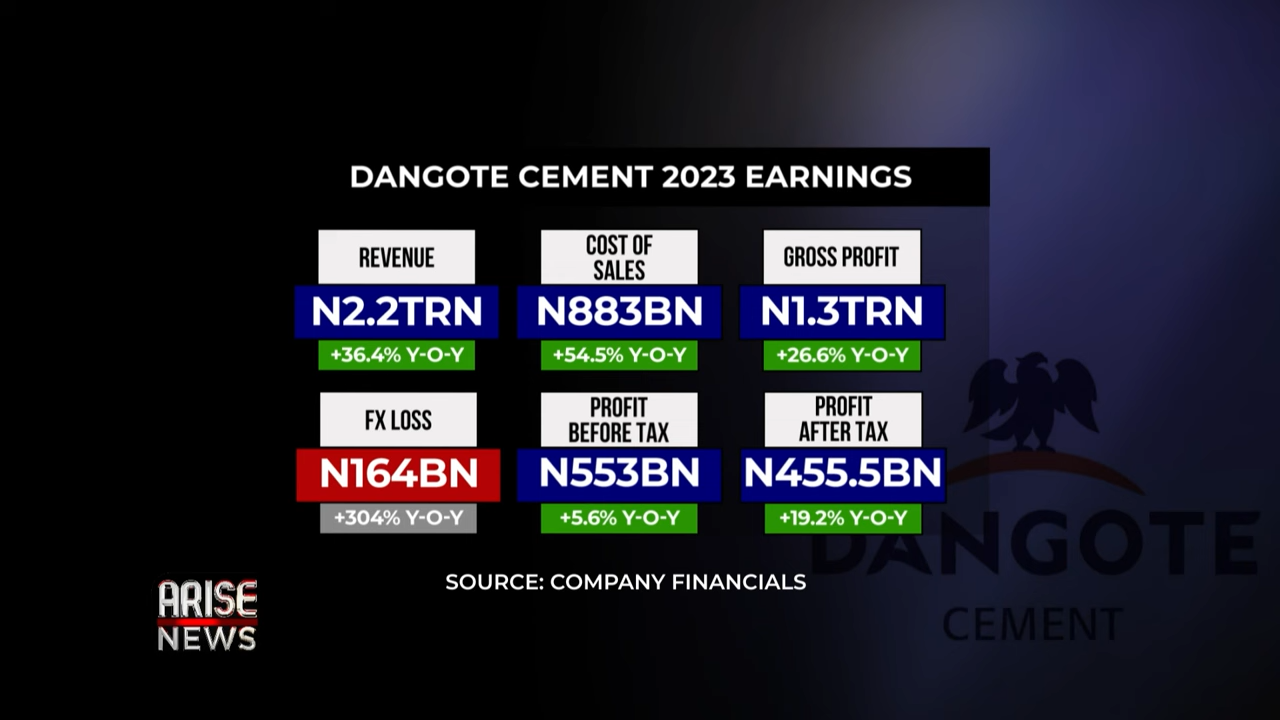 DANGOTE CEMENT 2023 EARNINGS
REVENUE
N2.2TRN
+36.4% Y-O-Y
COST OF
SALES
N883BN
+54.5% Y-O-Y
GROSS PROFIT
N1.3TRN
+26.6% Y-O-Y
FX LOSS
N164BN
+304% Y-O-Y
PROFIT
BEFORE TAX
N553BN
+5.6% Y-O-Y
PROFIT
AFTER TAX
N455.5BN
+19.2% Y-O-Y
DANGOTE
CEMENT
SOURCE: COMPANY FINANCIALS
ARISE
NEWS